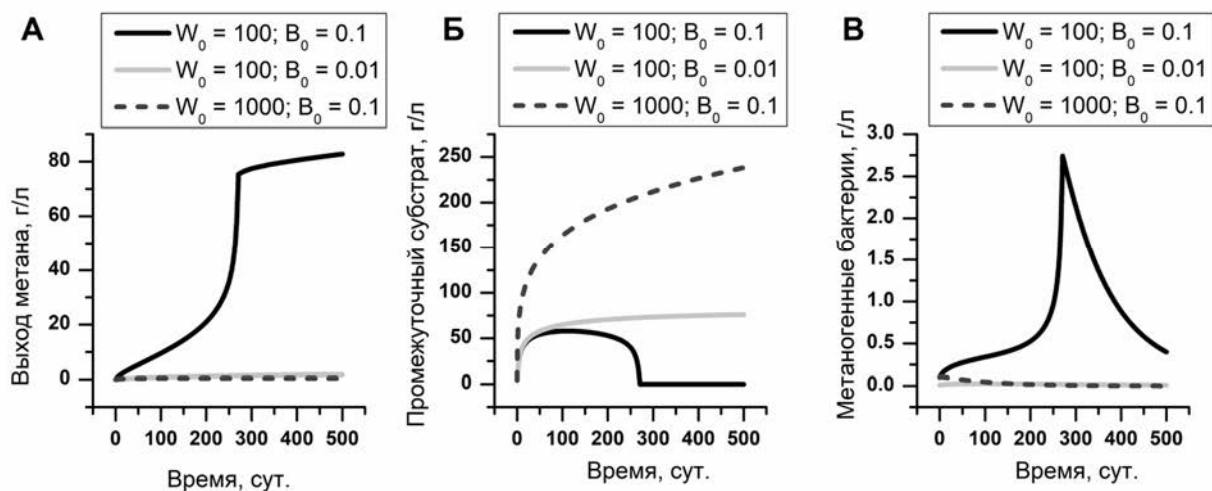 А
W₀ = 100; B₀ = 0.1
W₀ = 100; B₀ = 0.01
W₀ = 1000; B₀ = 0.1
Выход метана, г/л
80
60
40
20
0
0 100 200 300 400 500
Время, сут.
Б
W₀ = 100; B₀ = 0.1
W₀ = 100; B₀ = 0.01
W₀ = 1000; B₀ = 0.1
Промежуточный субстрат, г/л
250
200
150
100
50
0
0 100 200 300 400 500
Время, сут.
В
W₀ = 100; B₀ = 0.1
W₀ = 100; B₀ = 0.01
W₀ = 1000; B₀ = 0.1
Метаногенные бактерии, г/л
3.0
2.5
2.0
1.5
1.0
0.5
0.0
0 100 200 300 400 500
Время, сут.